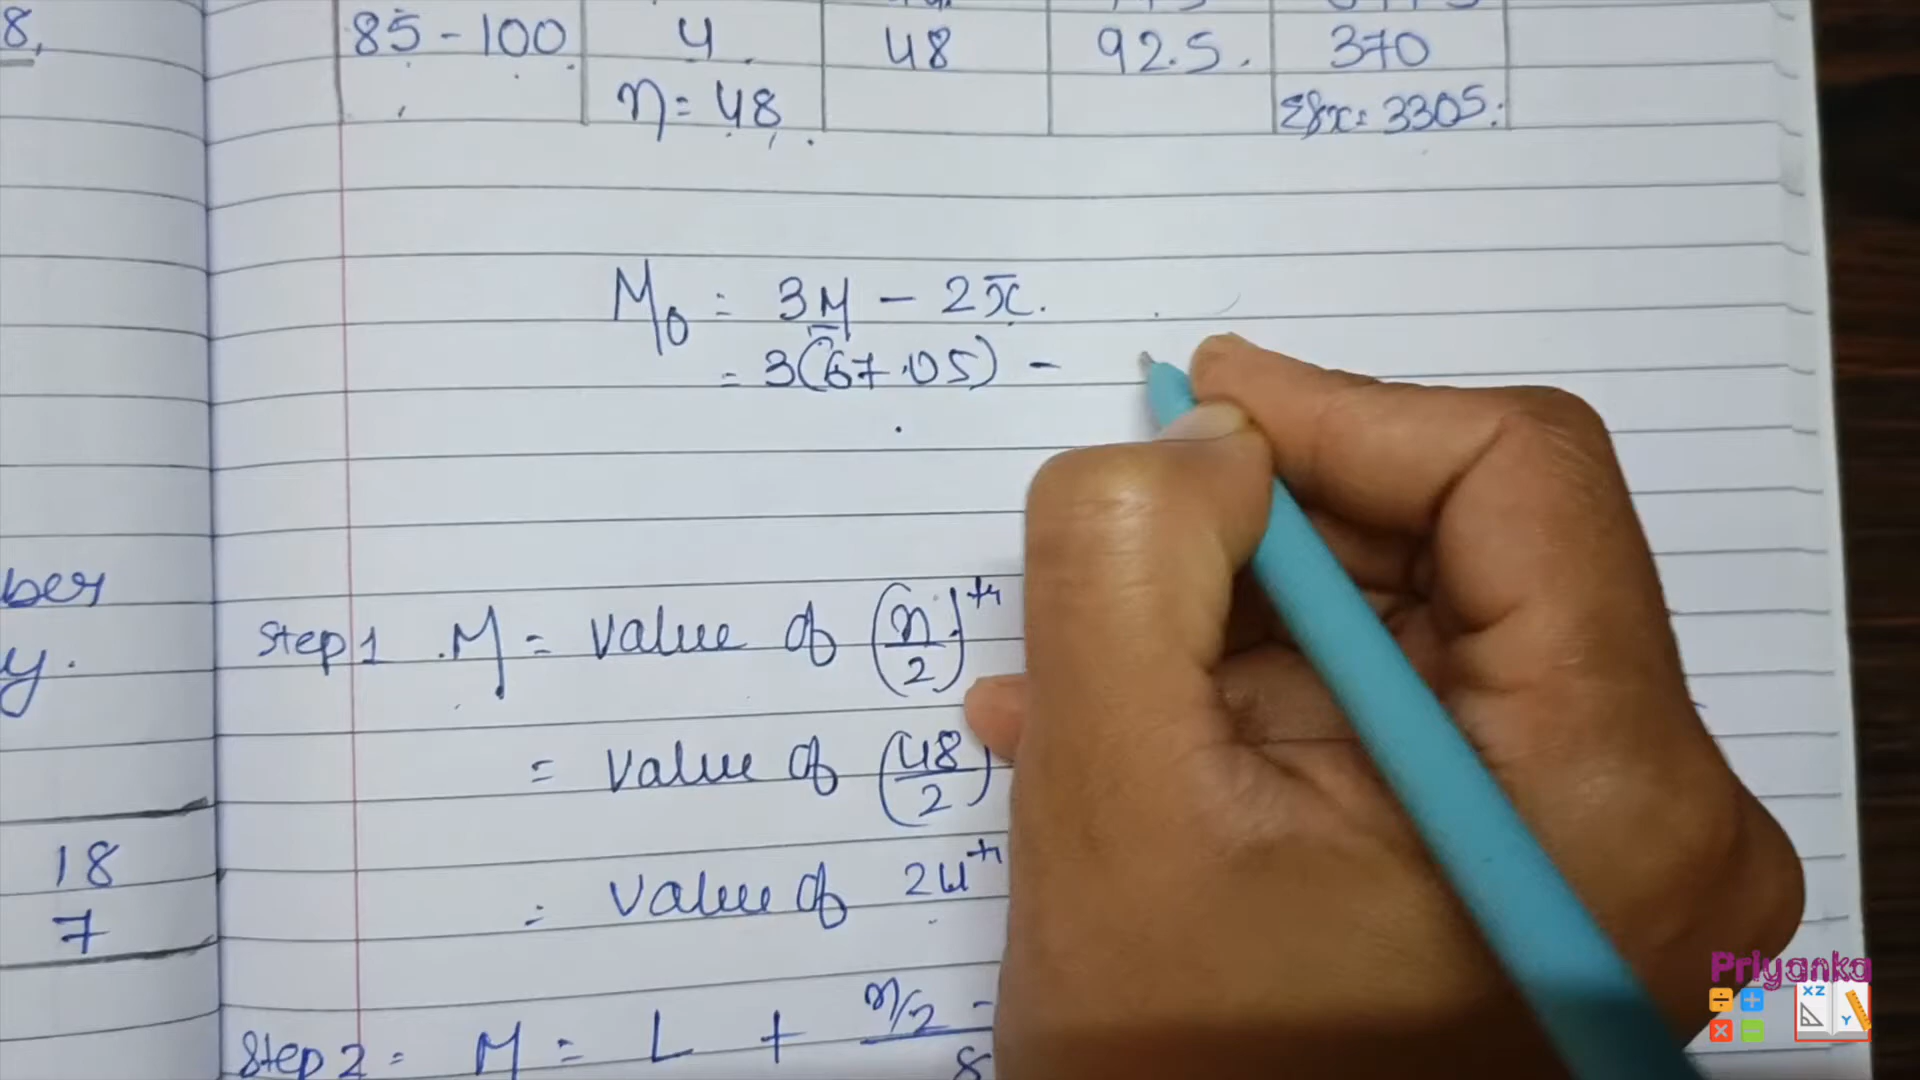 8,
85 - 100 4 48 92.5. 370
n = 48 Σfx = 3305.
M₀ = 3M - 2x̄.
= 3(67.05) -
ber
Step 1 M = Value of (n/2)th
y.
= Value of (48/2)
18
= Value of 24th
7
Step 2 = M = L + n/2 -
Priyanka
XZ
Y